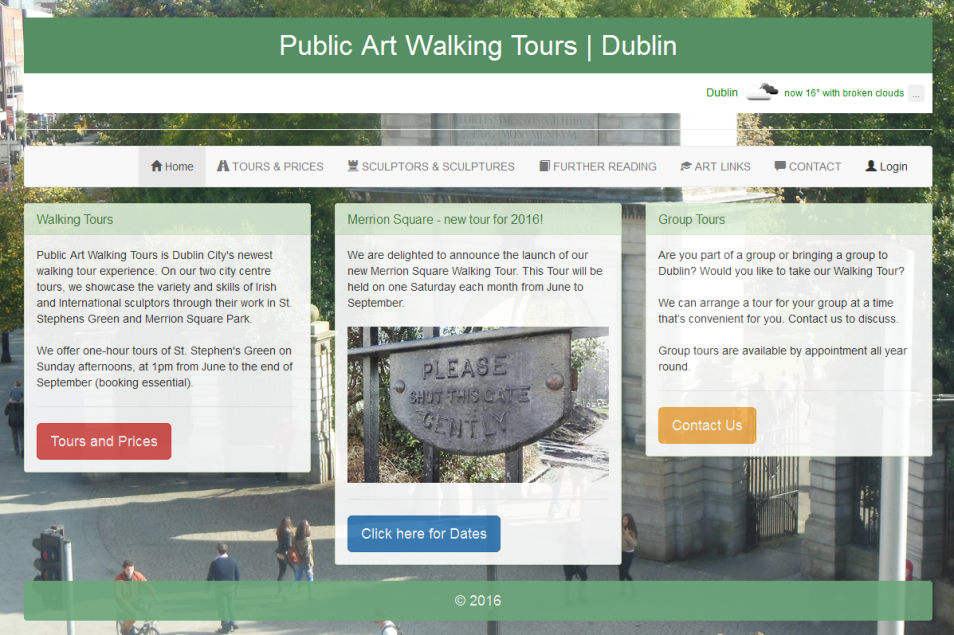 Public Art Walking Tours | Dublin
Dublin now 16° with broken clouds ...
Home TOURS & PRICES SCULPTORS & SCULPTURES FURTHER READING ART LINKS CONTACT Login
Walking Tours
Public Art Walking Tours is Dublin City's newest
walking tour experience. On our two city centre
tours, we showcase the variety and skills of Irish
and International sculptors through their work in St.
Stephens Green and Merrion Square Park.
We offer one-hour tours of St. Stephen's Green on
Sunday afternoons, at 1pm from June to the end of
September (booking essential).
Tours and Prices
Merrion Square - new tour for 2016!
We are delighted to announce the launch of our
new Merrion Square Walking Tour. This Tour will be
held on one Saturday each month from June to
September.
PLEASE
SHUT THIS GATE
GENTLY
Click here for Dates
Group Tours
Are you part of a group or bringing a group to
Dublin? Would you like to take our Walking Tour?
We can arrange a tour for your group at a time
that's convenient for you. Contact us to discuss.
Group tours are available by appointment all year
round.
Contact Us
© 2016